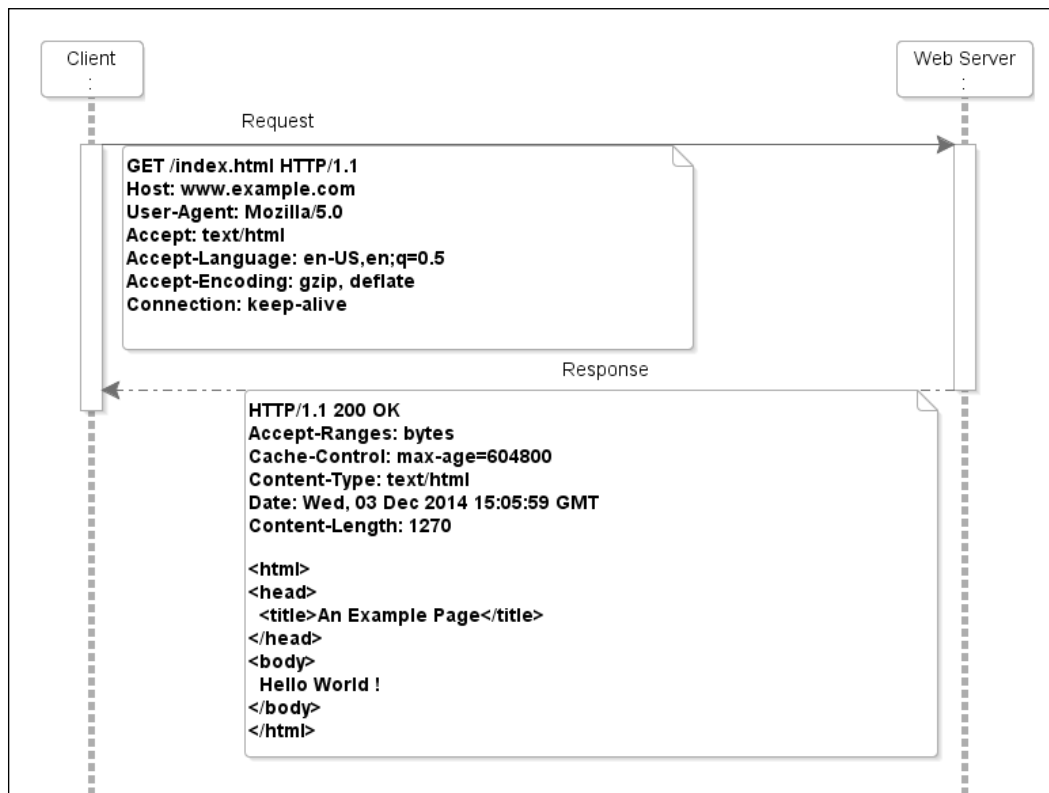 Client
:
Web Server
:
Request
GET /index.html HTTP/1.1
Host: www.example.com
User-Agent: Mozilla/5.0
Accept: text/html
Accept-Language: en-US,en;q=0.5
Accept-Encoding: gzip, deflate
Connection: keep-alive
Response
HTTP/1.1 200 OK
Accept-Ranges: bytes
Cache-Control: max-age=604800
Content-Type: text/html
Date: Wed, 03 Dec 2014 15:05:59 GMT
Content-Length: 1270
<html>
<head>
<title>An Example Page</title>
</head>
<body>
Hello World !
</body>
</html>